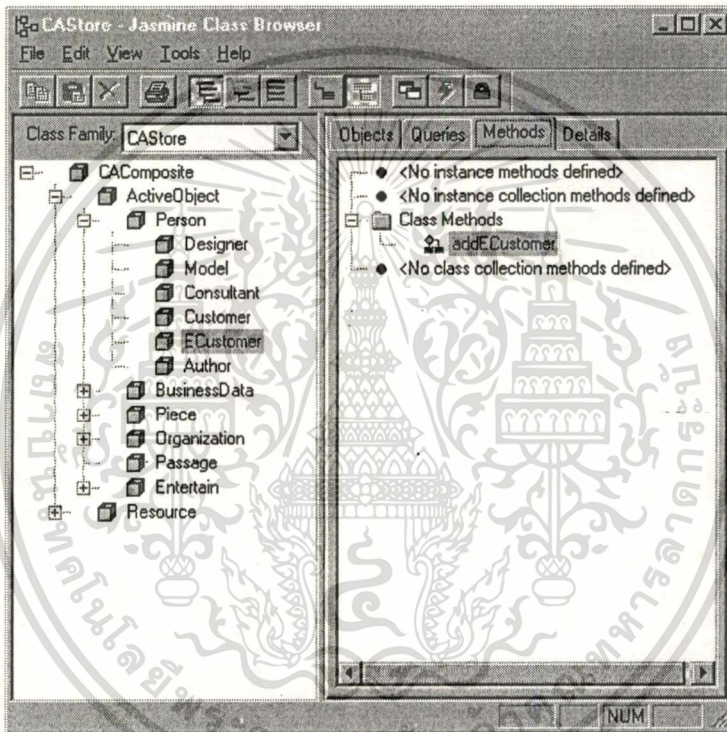 CAStore - Jasmine Class Browser
File Edit View Tools Help
Class Family: CAStore
CAComposite
ActiveObject
Person
Designer
Model
Consultant
Customer
ECustomer
Author
BusinessData
Piece
Organization
Passage
Entertain
Resource
Objects Queries Methods Details
<No instance methods defined>
<No instance collection methods defined>
Class Methods
addECustomer
<No class collection methods defined>
NUM